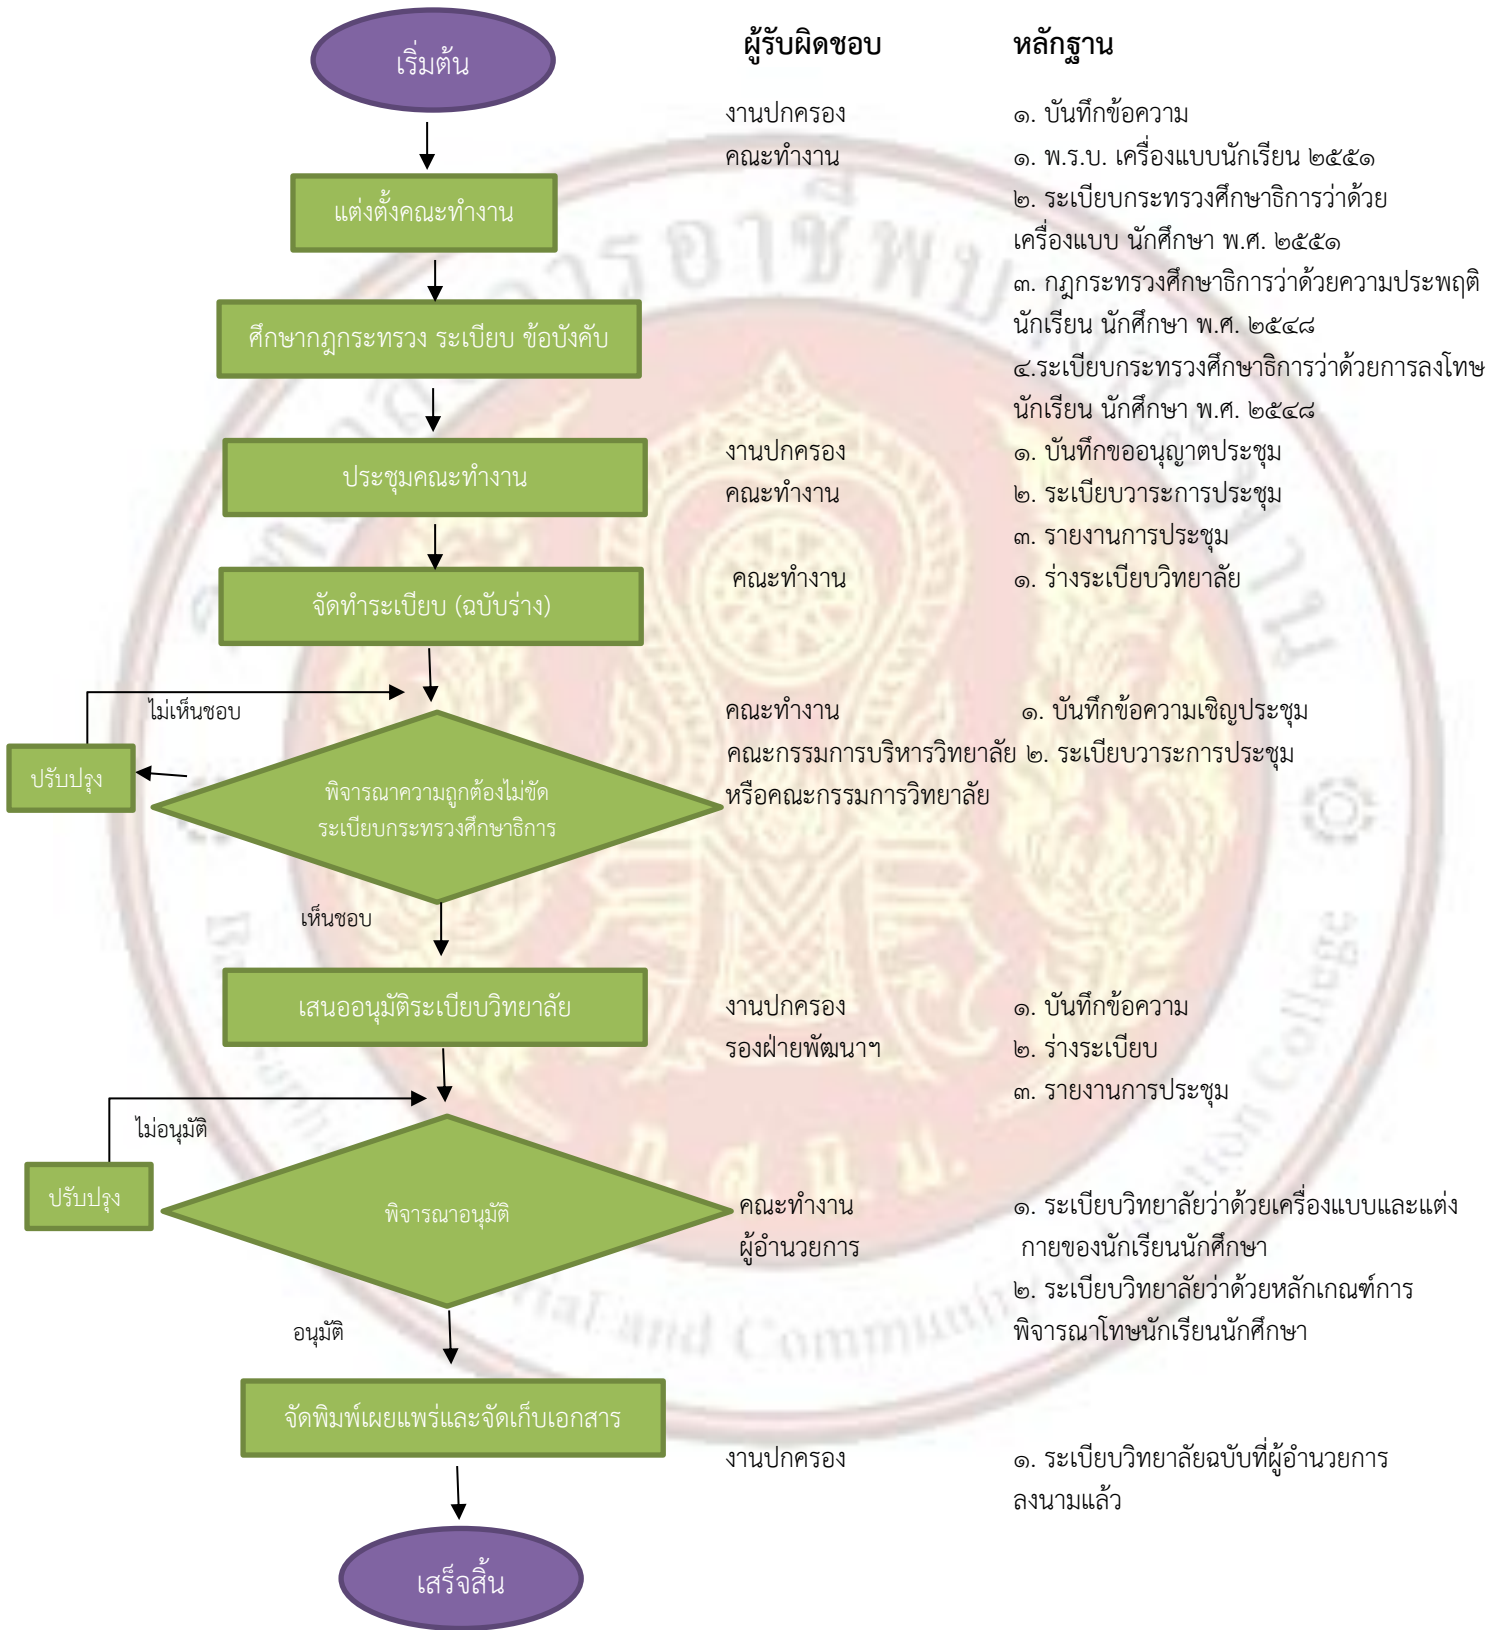 เริ่มต้น
ผู้รับผิดชอบ หลักฐาน
งานปกครอง ๑. บันทึกข้อความ
คณะทำงาน ๑. พ.ร.บ. เครื่องแบบนักเรียน ๒๕๕๑
แต่งตั้งคณะทำงาน
๒. ระเบียบกระทรวงศึกษาธิการว่าด้วย
เครื่องแบบ นักศึกษา พ.ศ. ๒๕๕๑
๓. กฎกระทรวงศึกษาธิการว่าด้วยความประพฤติ
นักเรียน นักศึกษา พ.ศ. ๒๕๔๘
ศึกษากฎกระทรวง ระเบียบ ข้อบังคับ
๔.ระเบียบกระทรวงศึกษาธิการว่าด้วยการลงโทษ
นักเรียน นักศึกษา พ.ศ. ๒๕๔๘
งานปกครอง ๑. บันทึกขออนุญาตประชุม
ประชุมคณะทำงาน
คณะทำงาน ๒. ระเบียบวาระการประชุม
๓. รายงานการประชุม
คณะทำงาน ๑. ร่างระเบียบวิทยาลัย
จัดทำระเบียบ (ฉบับร่าง)
ไม่เห็นชอบ
คณะทำงาน ๑. บันทึกข้อความเชิญประชุม
คณะกรรมการบริหารวิทยาลัย ๒. ระเบียบวาระการประชุม
หรือคณะกรรมการวิทยาลัย
ปรับปรุง
พิจารณาความถูกต้องไม่ขัด
ระเบียบกระทรวงศึกษาธิการ
เห็นชอบ
เสนออนุมัติระเบียบวิทยาลัย
งานปกครอง ๑. บันทึกข้อความ
รองฝ่ายพัฒนาฯ ๒. ร่างระเบียบ
๓. รายงานการประชุม
ไม่อนุมัติ
ปรับปรุง
พิจารณาอนุมัติ
คณะทำงาน ๑. ระเบียบวิทยาลัยว่าด้วยเครื่องแบบและแต่ง
ผู้อำนวยการ กายของนักเรียนนักศึกษา
๒. ระเบียบวิทยาลัยว่าด้วยหลักเกณฑ์การ
พิจารณาโทษนักเรียนนักศึกษา
อนุมัติ
จัดพิมพ์เผยแพร่และจัดเก็บเอกสาร
งานปกครอง ๑. ระเบียบวิทยาลัยฉบับที่ผู้อำนวยการ
ลงนามแล้ว
เสร็จสิ้น
and Community
College